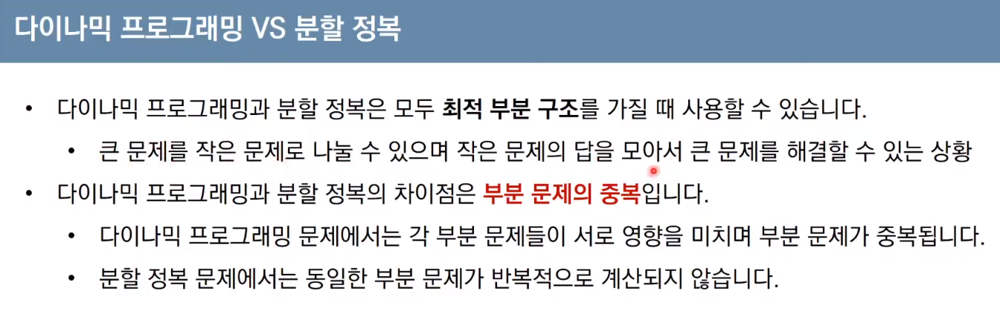 다이나믹 프로그래밍 VS 분할 정복
• 다이나믹 프로그래밍과 분할 정복은 모두 최적 부분 구조를 가질 때 사용할 수 있습니다.
• 큰 문제를 작은 문제로 나눌 수 있으며 작은 문제의 답을 모아서 큰 문제를 해결할 수 있는 상황
• 다이나믹 프로그래밍과 분할 정복의 차이점은 부분 문제의 중복입니다.
• 다이나믹 프로그래밍 문제에서는 각 부분 문제들이 서로 영향을 미치며 부분 문제가 중복됩니다.
• 분할 정복 문제에서는 동일한 부분 문제가 반복적으로 계산되지 않습니다.